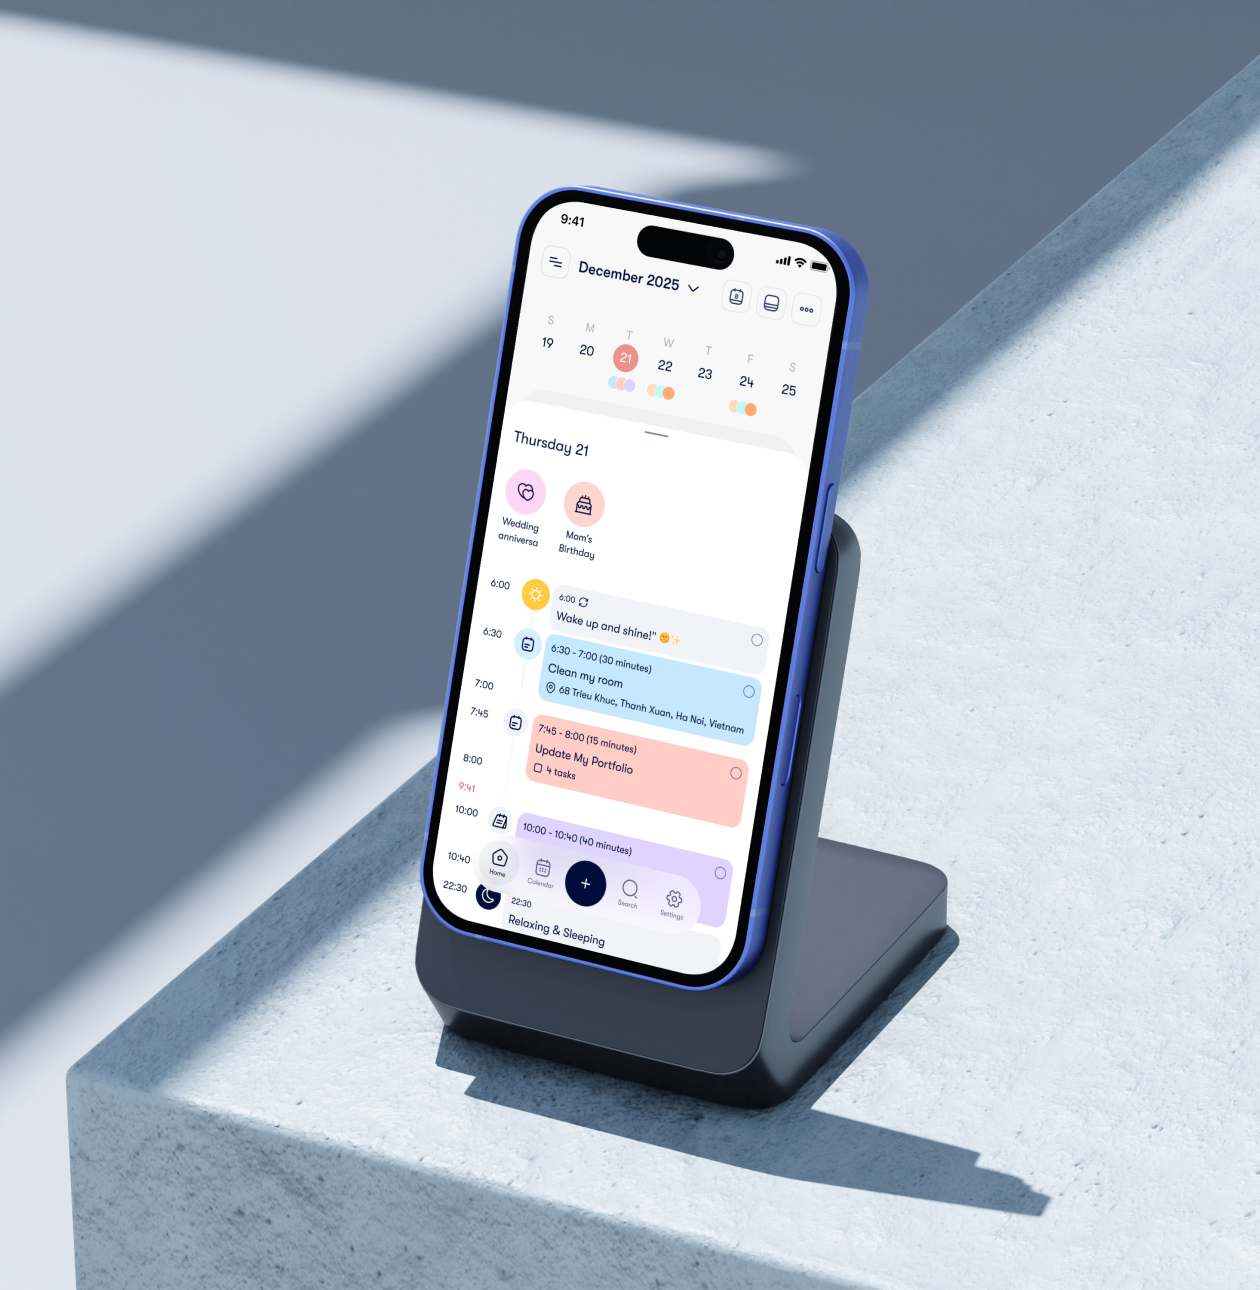 9:41
December 2025
8
S M T W T F S
19 20 21 22 23 24 25
Thursday 21
Wedding
anniversa
Mom's
Birthday
6:00
6:00
Wake up and shine!" 🤗✨
6:30
6:30 - 7:00 (30 minutes)
Clean my room
68 Trieu Khuc, Thanh Xuan, Ha Noi, Vietnam
7:00
7:45
7:45 - 8:00 (15 minutes)
Update My Portfolio
4 tasks
8:00
9:41
10:00
10:00 - 10:40 (40 minutes)
10:40
22:30
22:30
Relaxing & Sleeping
Home
Calendar
+
Search
Settings